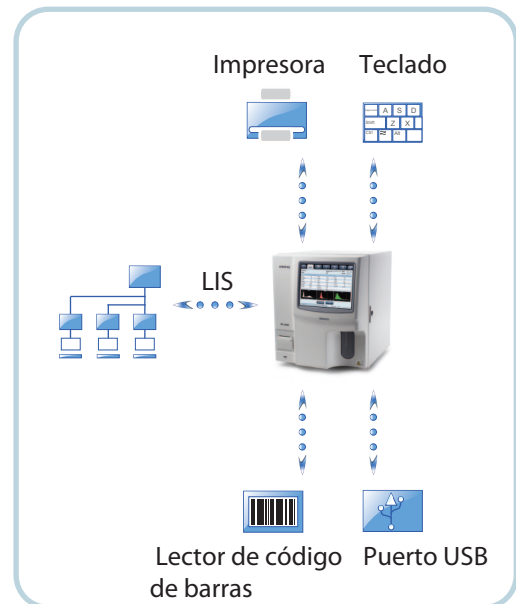 Impresora
Teclado
A S D
Z X
LIS
Lector de código
de barras
Puerto USB